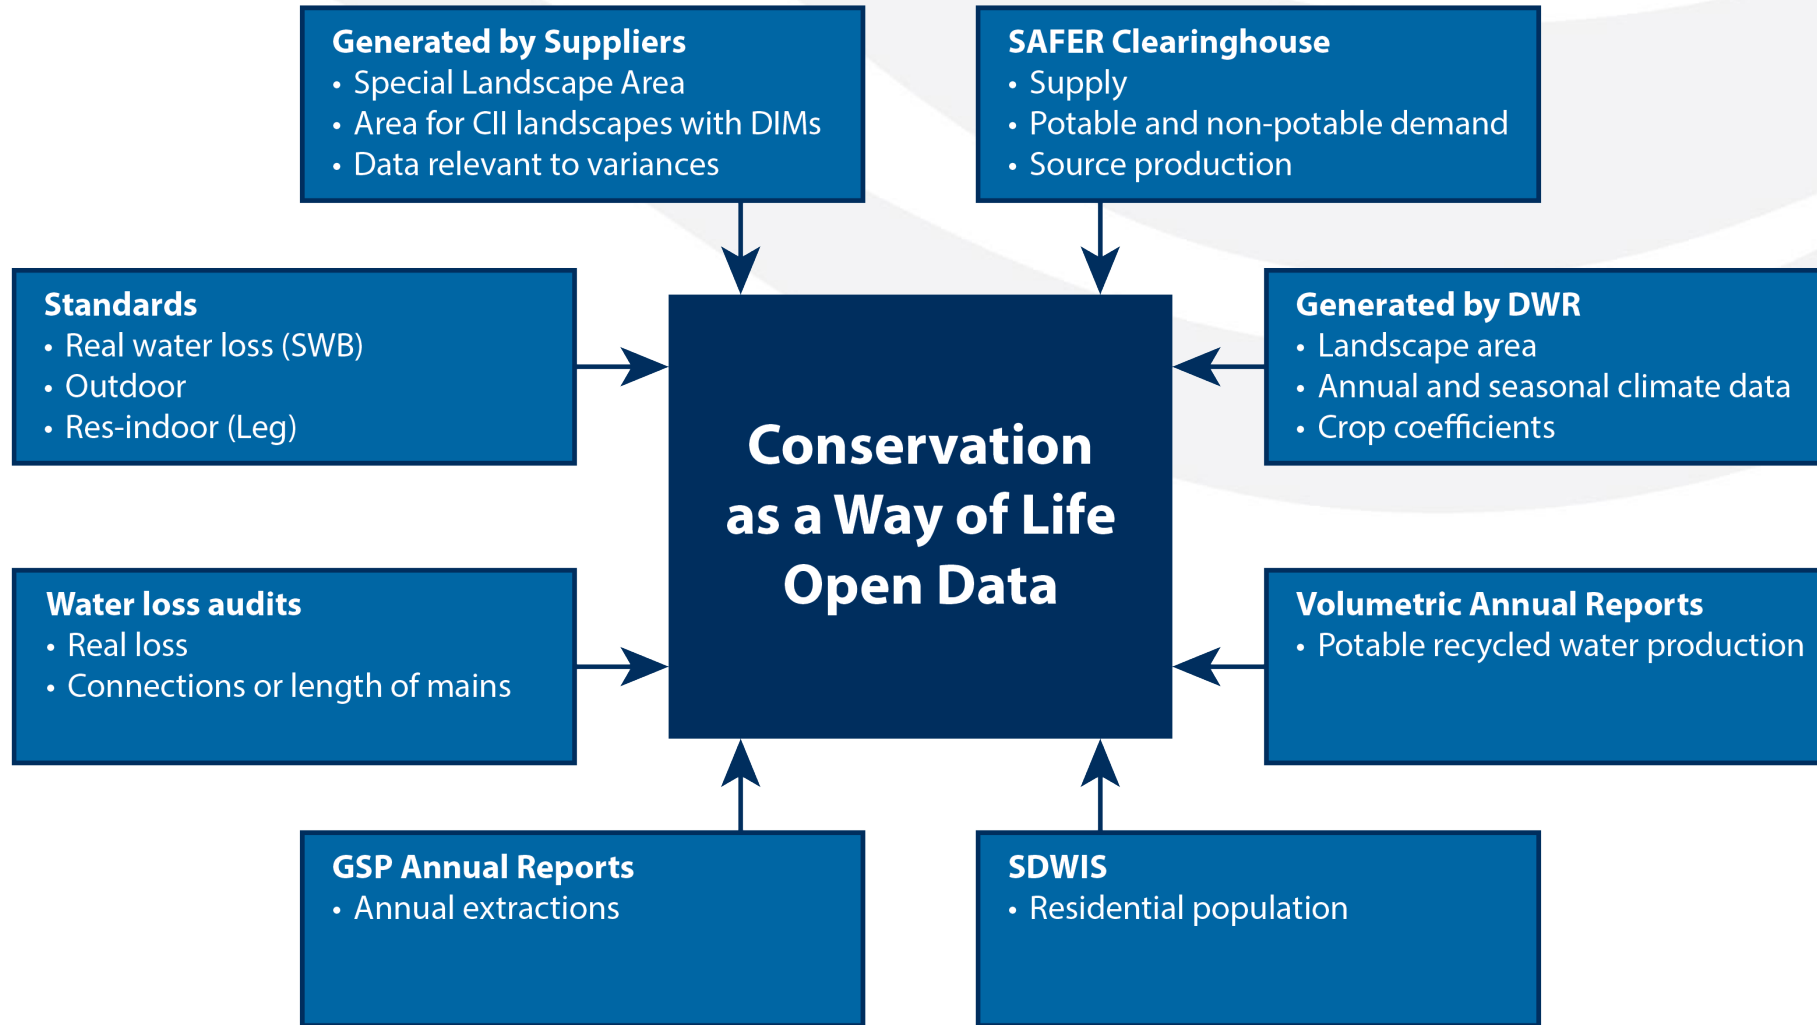 Generated by Suppliers
• Special Landscape Area
• Area for CII landscapes with DIMs
• Data relevant to variances
SAFER Clearinghouse
• Supply
• Potable and non-potable demand
• Source production
Standards
• Real water loss (SWB)
• Outdoor
• Res-indoor (Leg)
Conservation
as a Way of Life
Open Data
Generated by DWR
• Landscape area
• Annual and seasonal climate data
• Crop coefficients
Water loss audits
• Real loss
• Connections or length of mains
Volumetric Annual Reports
• Potable recycled water production
GSP Annual Reports
• Annual extractions
SDWIS
• Residential population